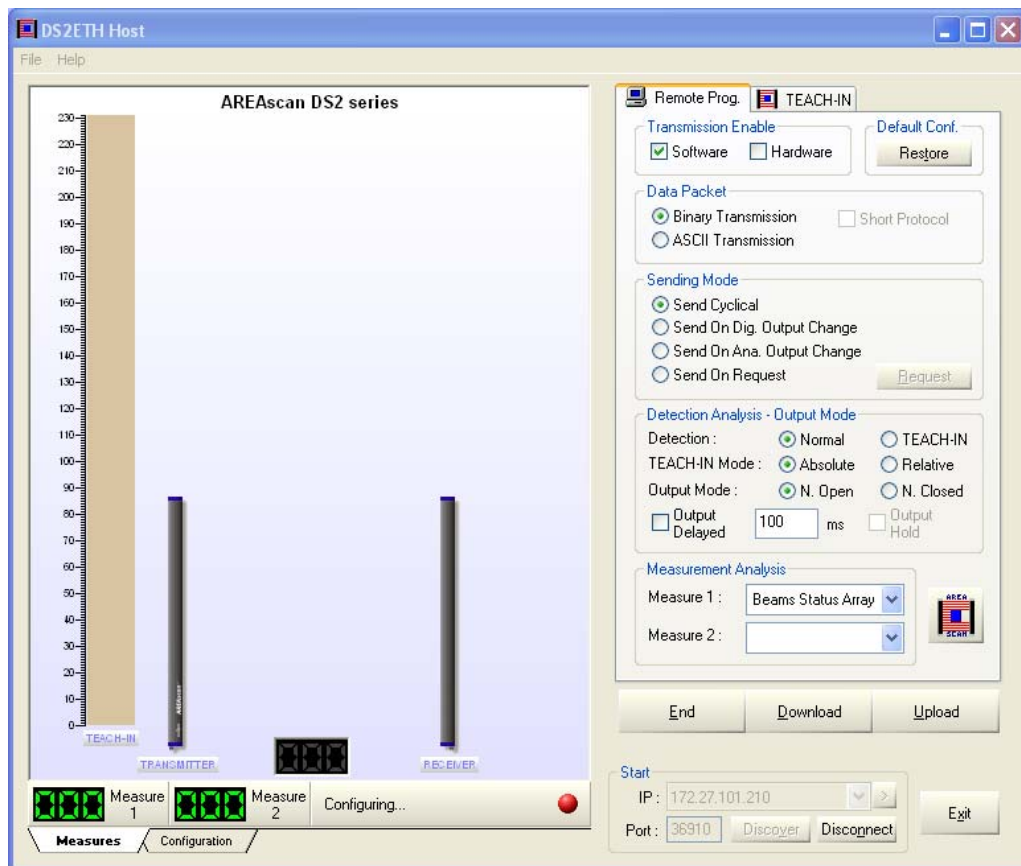 DS2ETH Host
File Help
AREAscan DS2 series
230
220
210
200
190
180
170
160
150
140
130
120
110
100
90
80
70
60
50
40
30
20
10
0
TEACH-IN
AREAscan
TRANSMITTER
RECEIVER
Measure 1
Measure 2
Configuring...
Measures
Configuration
Remote Prog.
TEACH-IN
Transmission Enable
Software
Hardware
Default Conf.
Restore
Data Packet
Binary Transmission
Short Protocol
ASCII Transmission
Sending Mode
Send Cyclical
Send On Dig. Output Change
Send On Ana. Output Change
Send On Request
Request
Detection Analysis - Output Mode
Detection : Normal TEACH-IN
TEACH-IN Mode : Absolute Relative
Output Mode : N. Open N. Closed
Output Delayed 100 ms Output Hold
Measurement Analysis
Measure 1 : Beams Status Array
Measure 2 :
AREA
SCAN
End
Download
Upload
Start
IP : 172.27.101.210 >
Port : 36910 Discover Disconnect
Exit